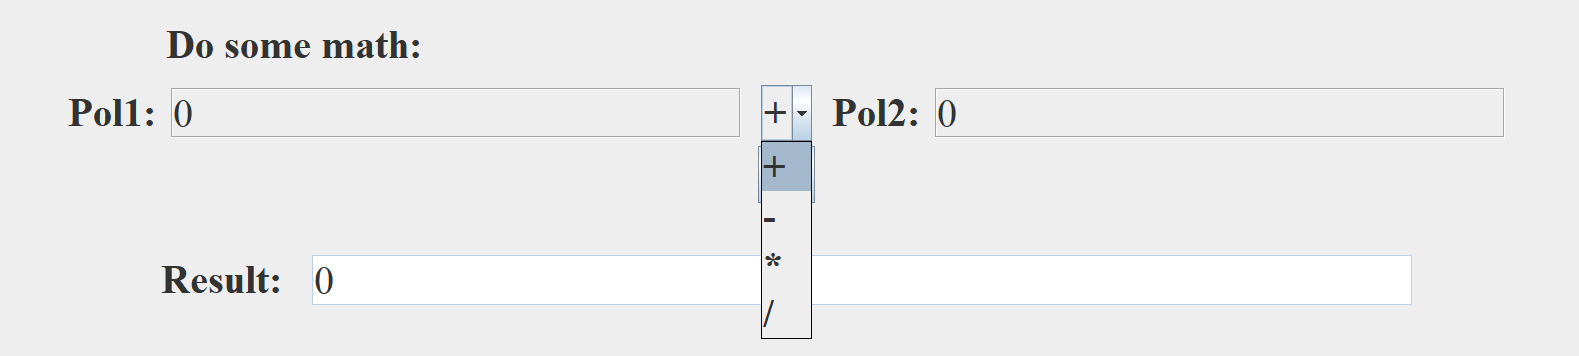 Do some math:
Pol1: 0 + Pol2: 0
+
-
*
/
Result: 0